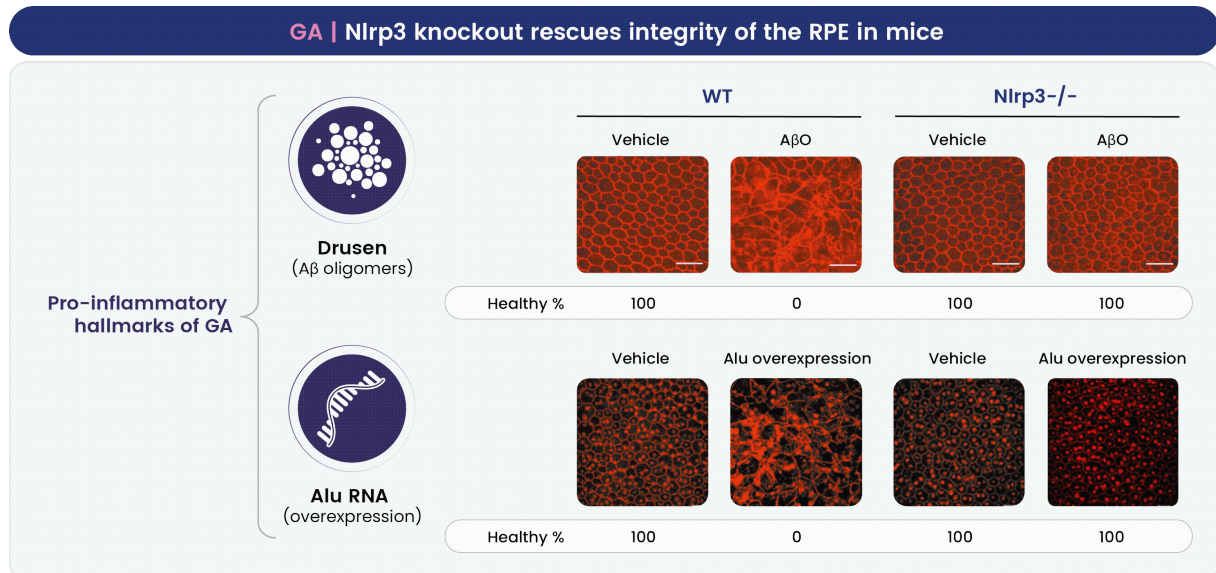 GA | Nlrp3 knockout rescues integrity of the RPE in mice
WT Nlrp3-/-
Vehicle AβO Vehicle AβO
Drusen
(Aβ oligomers)
Healthy % 100 0 100 100
Pro-inflammatory
hallmarks of GA
Vehicle Alu overexpression Vehicle Alu overexpression
Alu RNA
(overexpression)
Healthy % 100 0 100 100